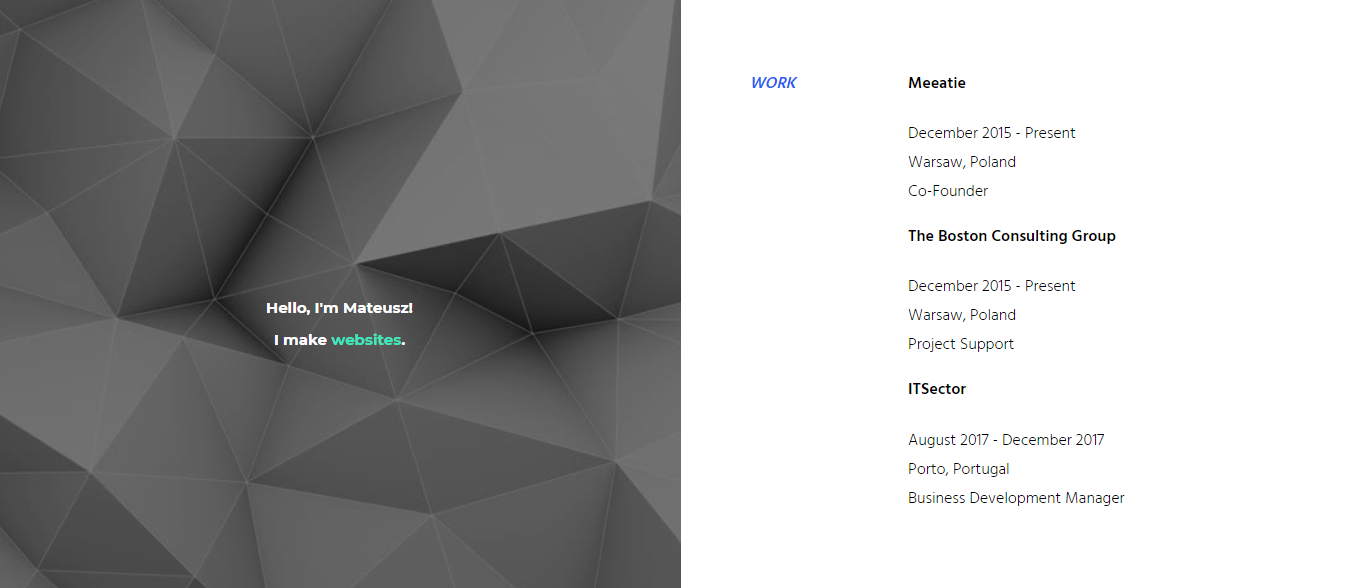 Hello, I'm Mateusz!
I make websites.
WORK
Meeatie
December 2015 - Present
Warsaw, Poland
Co-Founder
The Boston Consulting Group
December 2015 - Present
Warsaw, Poland
Project Support
ITSector
August 2017 - December 2017
Porto, Portugal
Business Development Manager